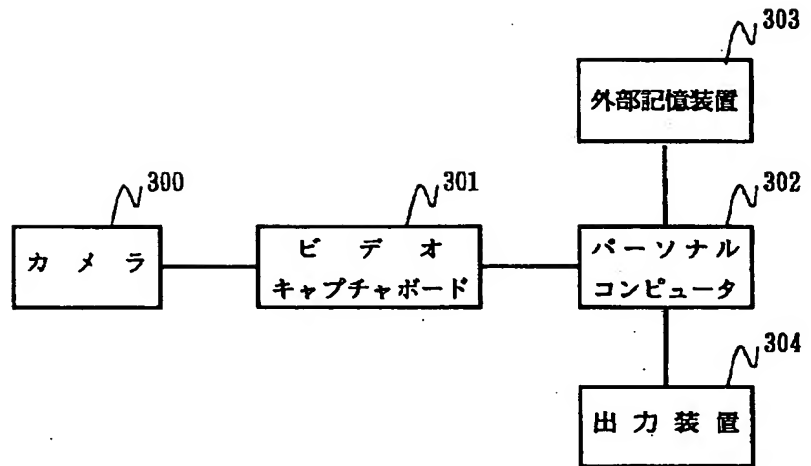 303
外部記憶装置
300
301
302
カメラ
ビデオ
キャプチャボード
パーソナル
コンピュータ
304
出力装置